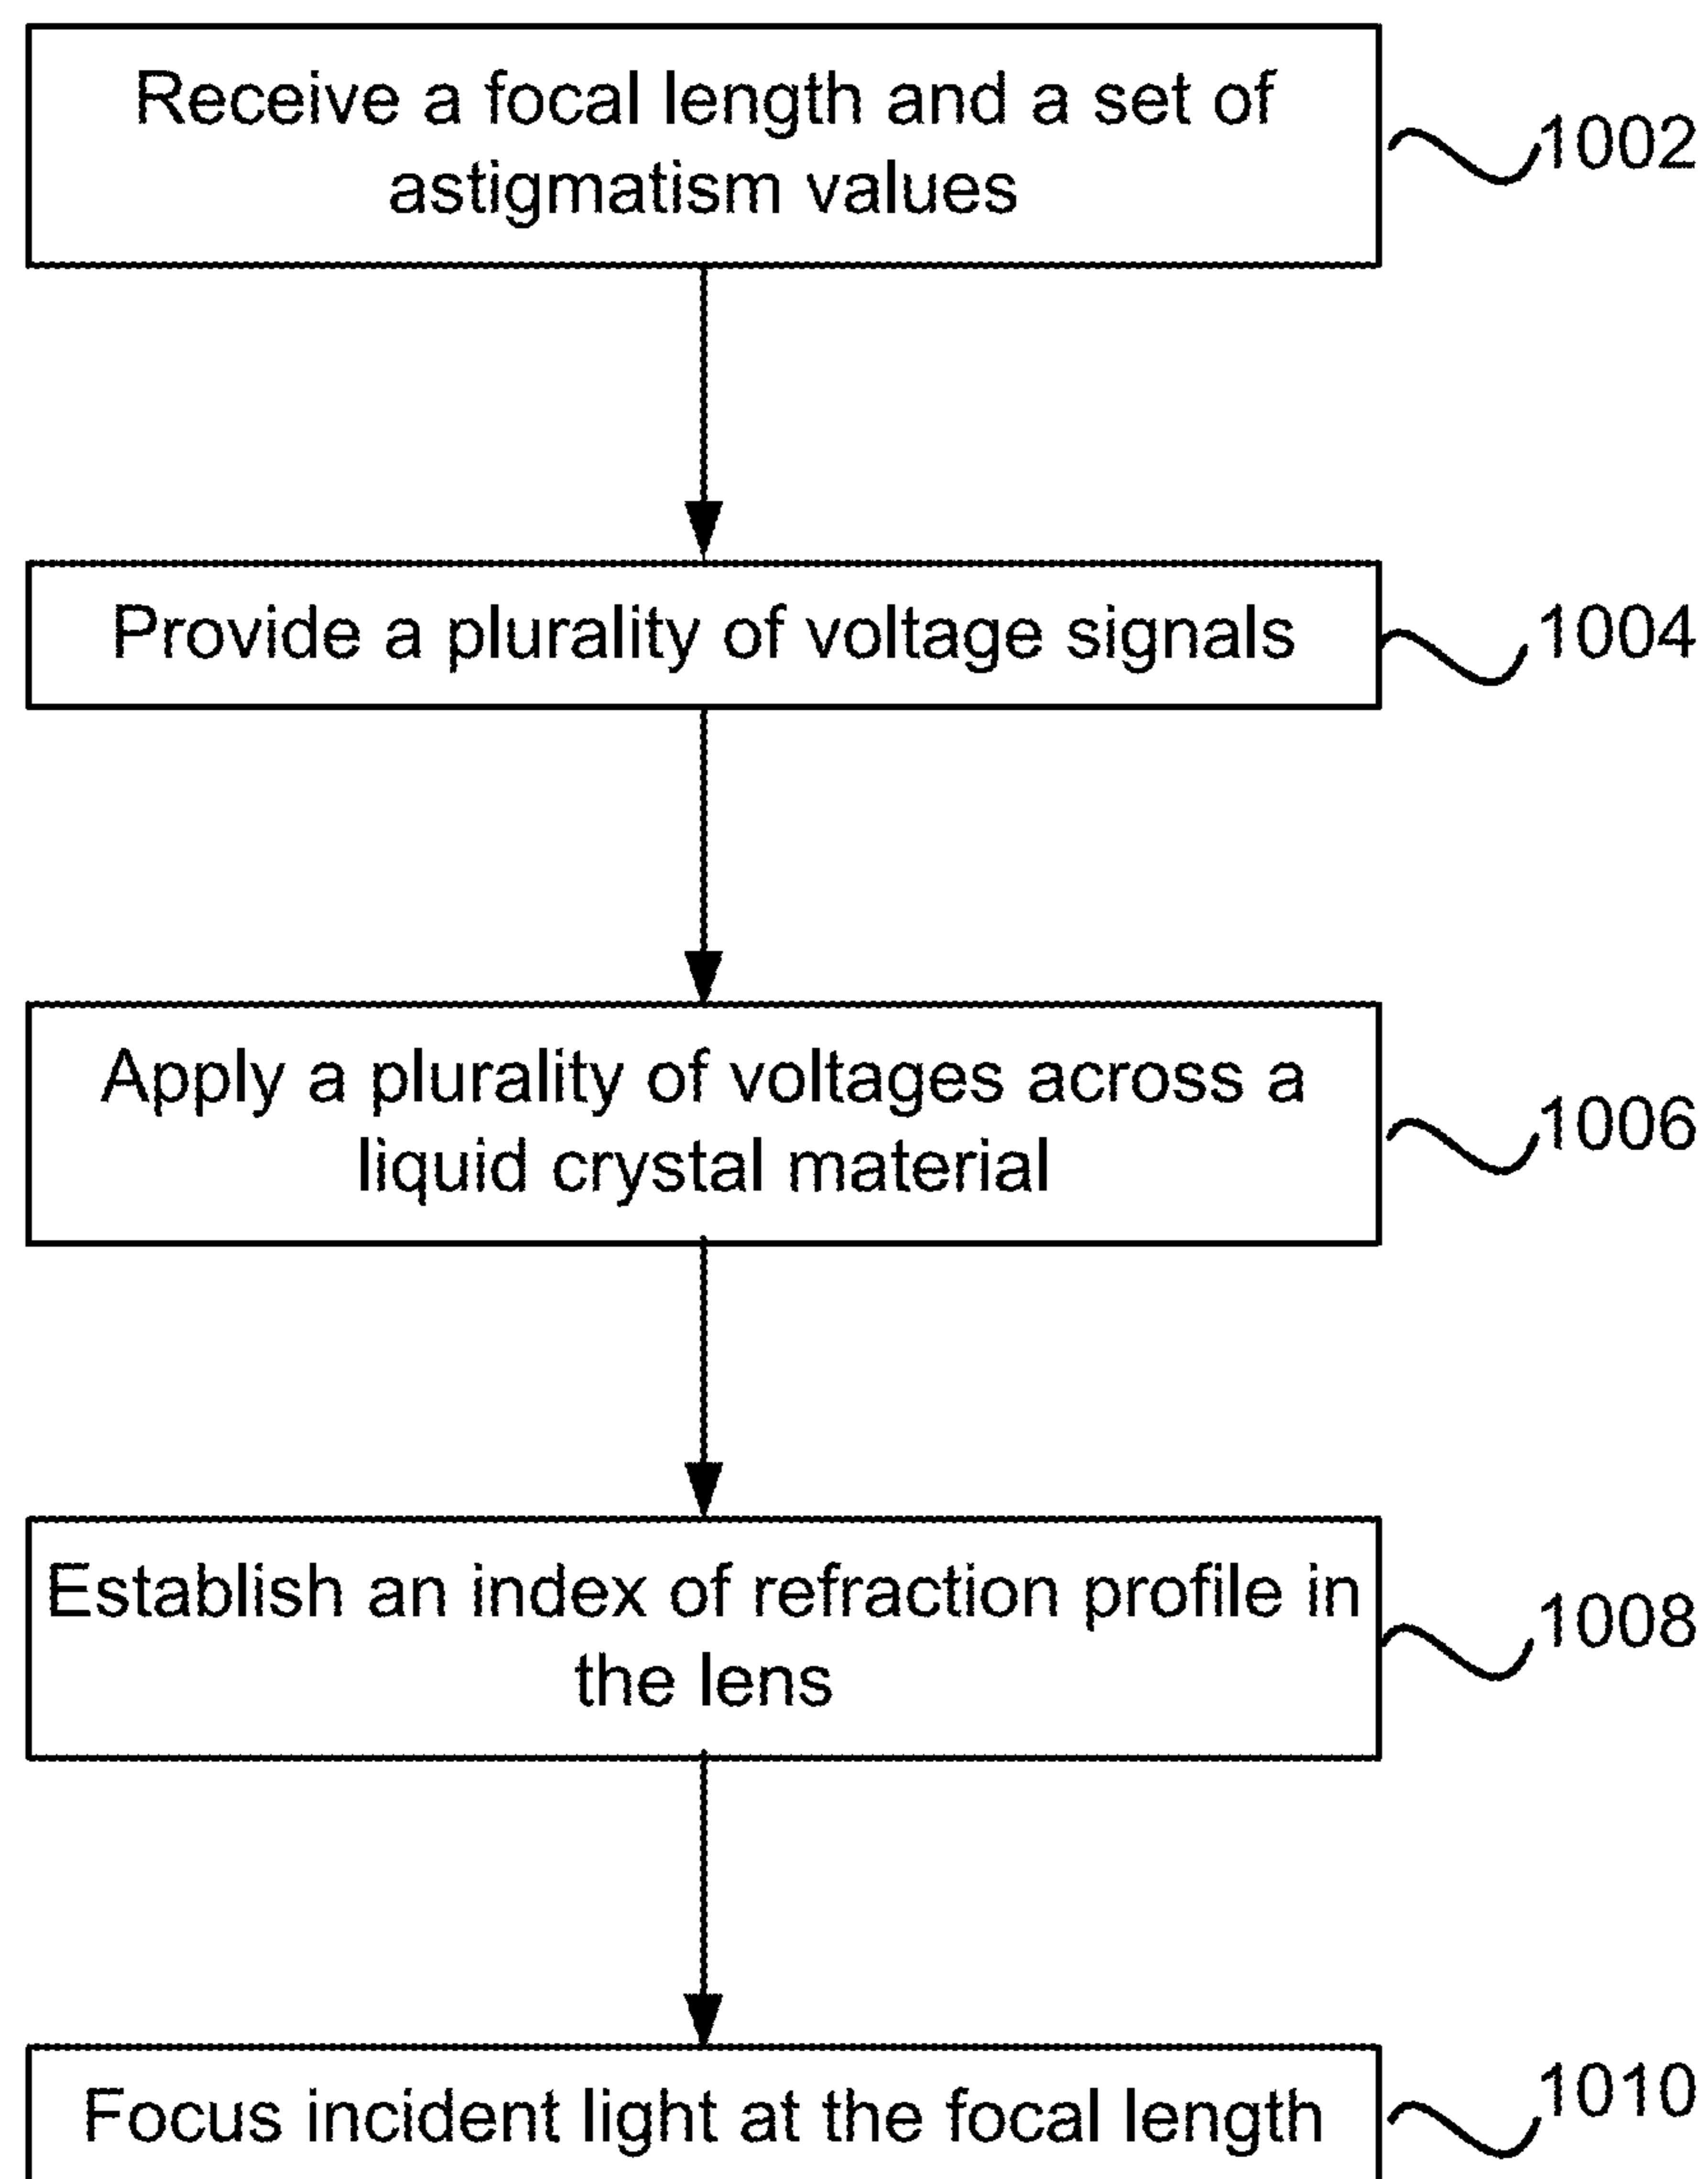 Receive a focal length and a set of
astigmatism values
1002
Provide a plurality of voltage signals
1004
Apply a plurality of voltages across a
liquid crystal material
1006
Establish an index of refraction profile in
the lens
1008
Focus incident light at the focal length
1010